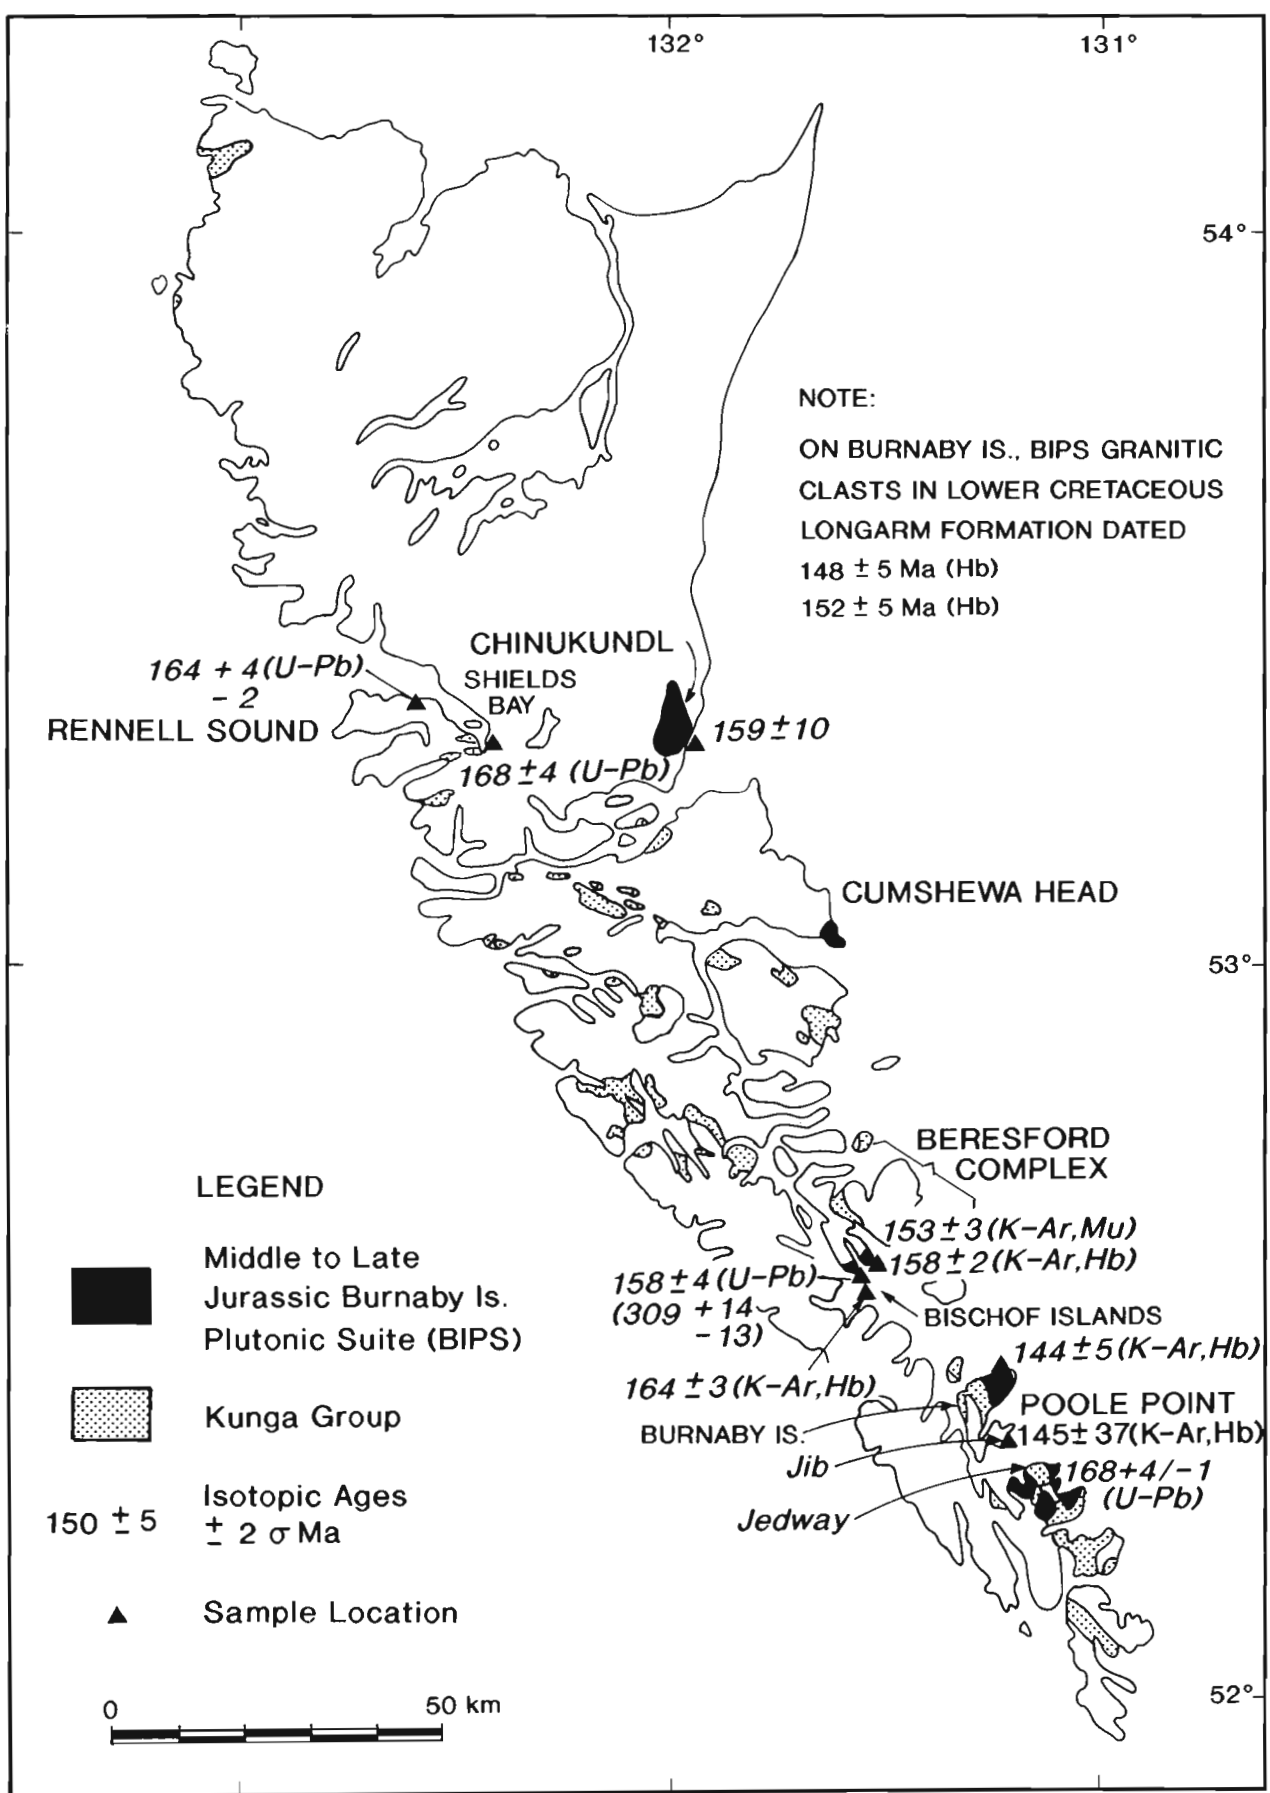 132°
131°
54°
NOTE:
ON BURNABY IS., BIPS GRANITIC
CLASTS IN LOWER CRETACEOUS
LONGARM FORMATION DATED
148 ± 5 Ma (Hb)
152 ± 5 Ma (Hb)
CHINUKUNDL
164 + 4 (U-Pb)
- 2
SHIELDS
BAY
RENNELL SOUND
159 ± 10
168 ± 4 (U-Pb)
CUMSHEWA HEAD
53°
BERESFORD
COMPLEX
153 ± 3 (K-Ar, Mu)
158 ± 2 (K-Ar, Hb)
158 ± 4 (U-Pb)
(309 + 14
- 13)
BISCHOF ISLANDS
144 ± 5 (K-Ar, Hb)
164 ± 3 (K-Ar, Hb)
POOLE POINT
BURNABY IS.
145 ± 37 (K-Ar, Hb)
Jib
168+4/-1
(U-Pb)
Jedway
52°
LEGEND
Middle to Late
Jurassic Burnaby Is.
Plutonic Suite (BIPS)
Kunga Group
150 ± 5
Isotopic Ages
± 2 σ Ma
Sample Location
0
50 km